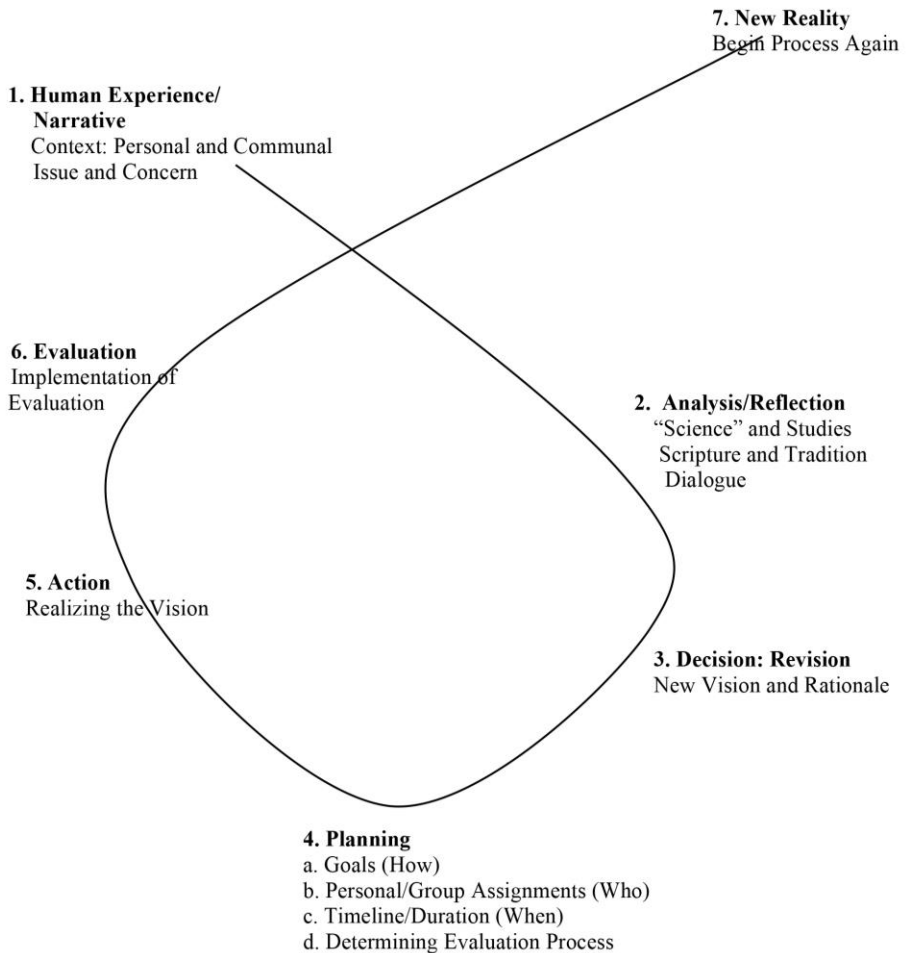 7. New Reality
Begin Process Again
1. Human Experience/
Narrative
Context: Personal and Communal
Issue and Concern
6. Evaluation
Implementation of
Evaluation
2. Analysis/Reflection
“Science” and Studies
Scripture and Tradition
Dialogue
5. Action
Realizing the Vision
3. Decision: Revision
New Vision and Rationale
4. Planning
a. Goals (How)
b. Personal/Group Assignments (Who)
c. Timeline/Duration (When)
d. Determining Evaluation Process